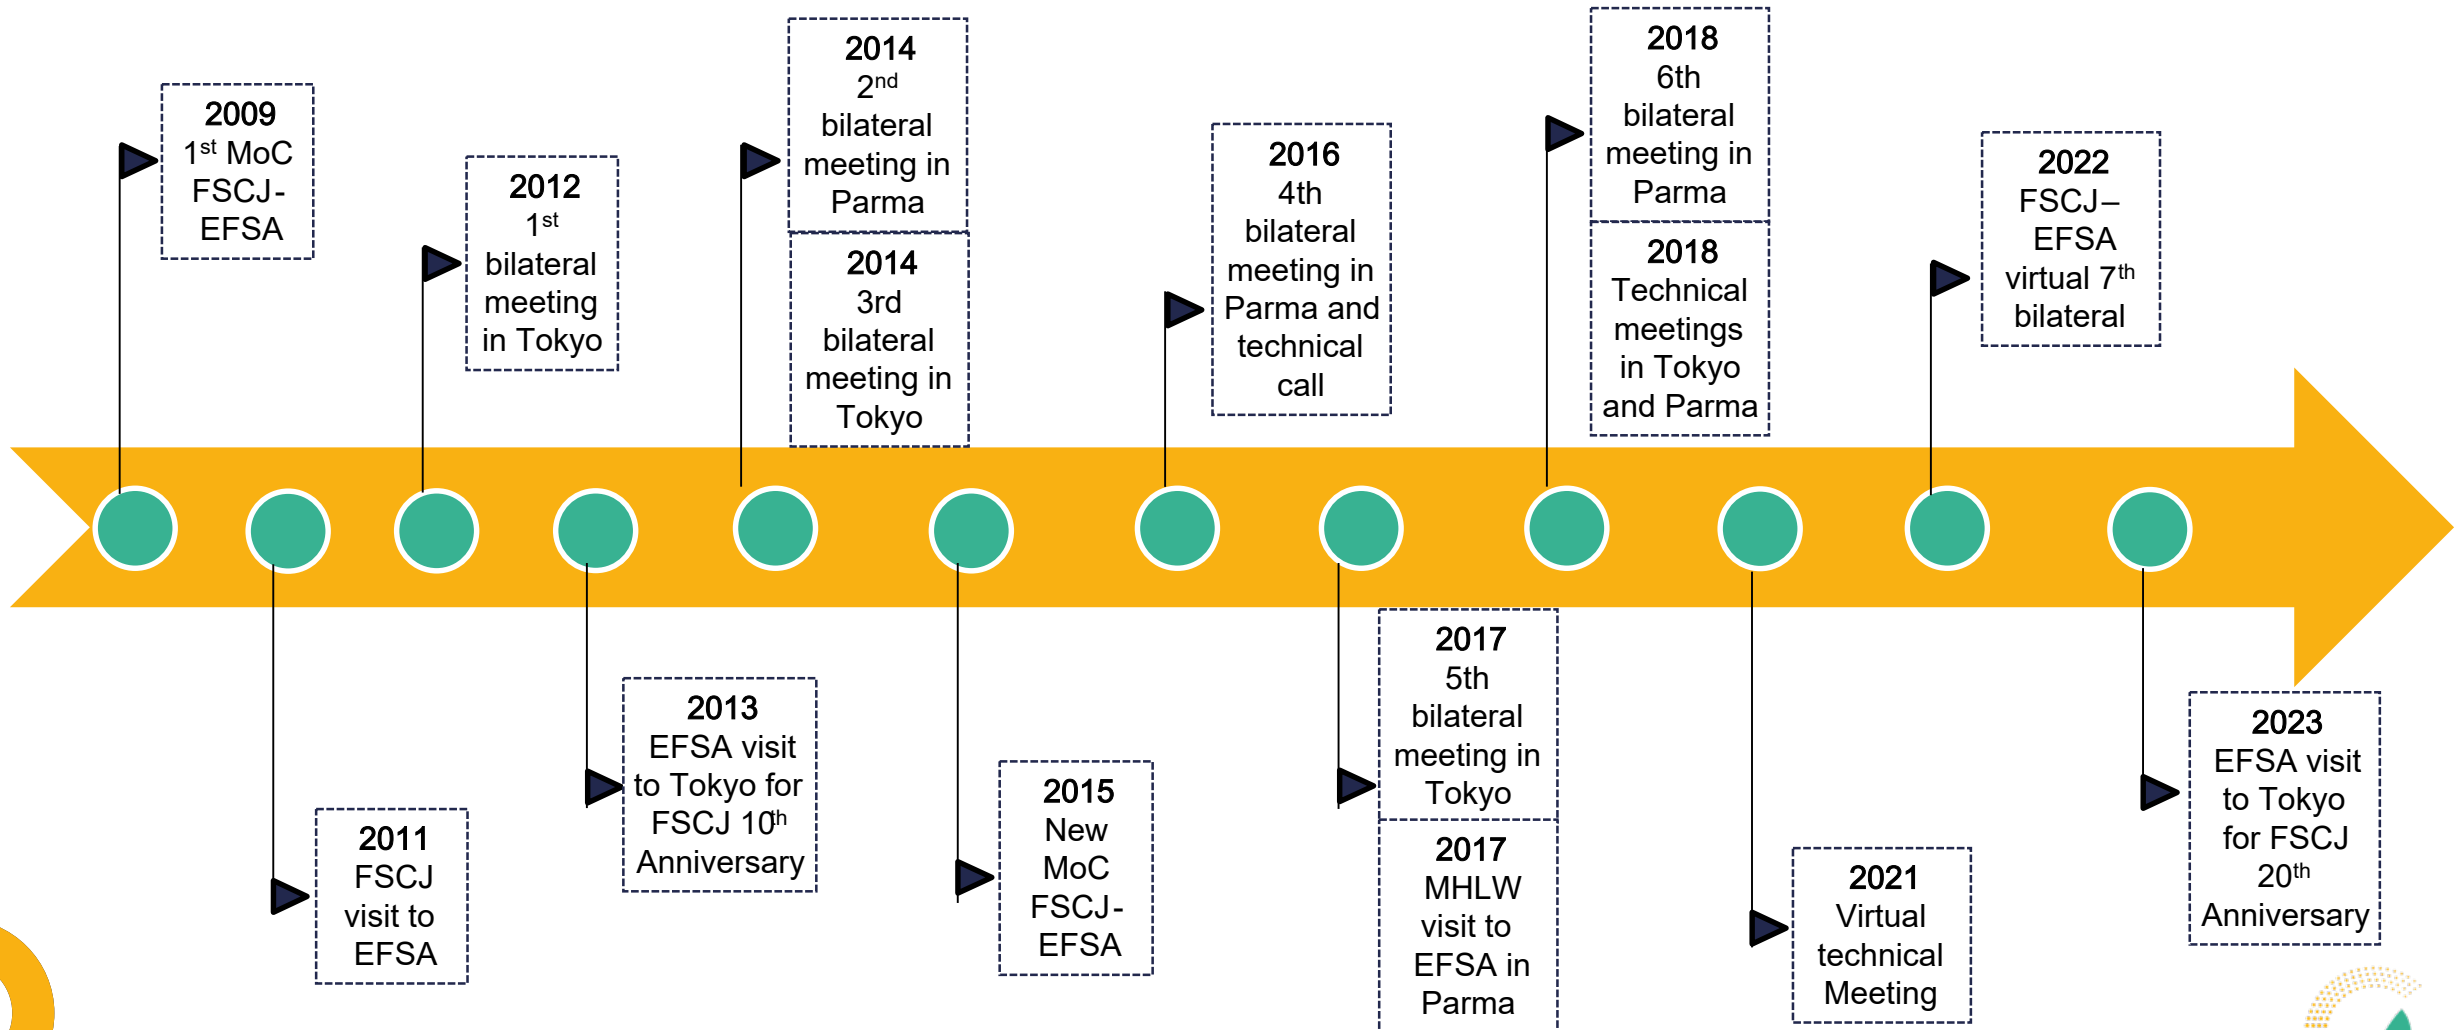 2009
1st MoC
FSCJ-
EFSA
2011
FSCJ
visit to
EFSA
2012
1st
bilateral
meeting
in Tokyo
2013
EFSA visit
to Tokyo for
FSCJ 10th
Anniversary
2014
2nd
bilateral
meeting in
Parma
2014
3rd
bilateral
meeting in
Tokyo
2015
New
MoC
FSCJ-
EFSA
2016
4th
bilateral
meeting in
Parma and
technical
call
2017
5th
bilateral
meeting in
Tokyo
2017
MHLW
visit to
EFSA in
Parma
2018
6th
bilateral
meeting in
Parma
2018
Technical
meetings
in Tokyo
and Parma
2021
Virtual
technical
Meeting
2022
FSCJ–
EFSA
virtual 7th
bilateral
2023
EFSA visit
to Tokyo
for FSCJ
20th
Anniversary